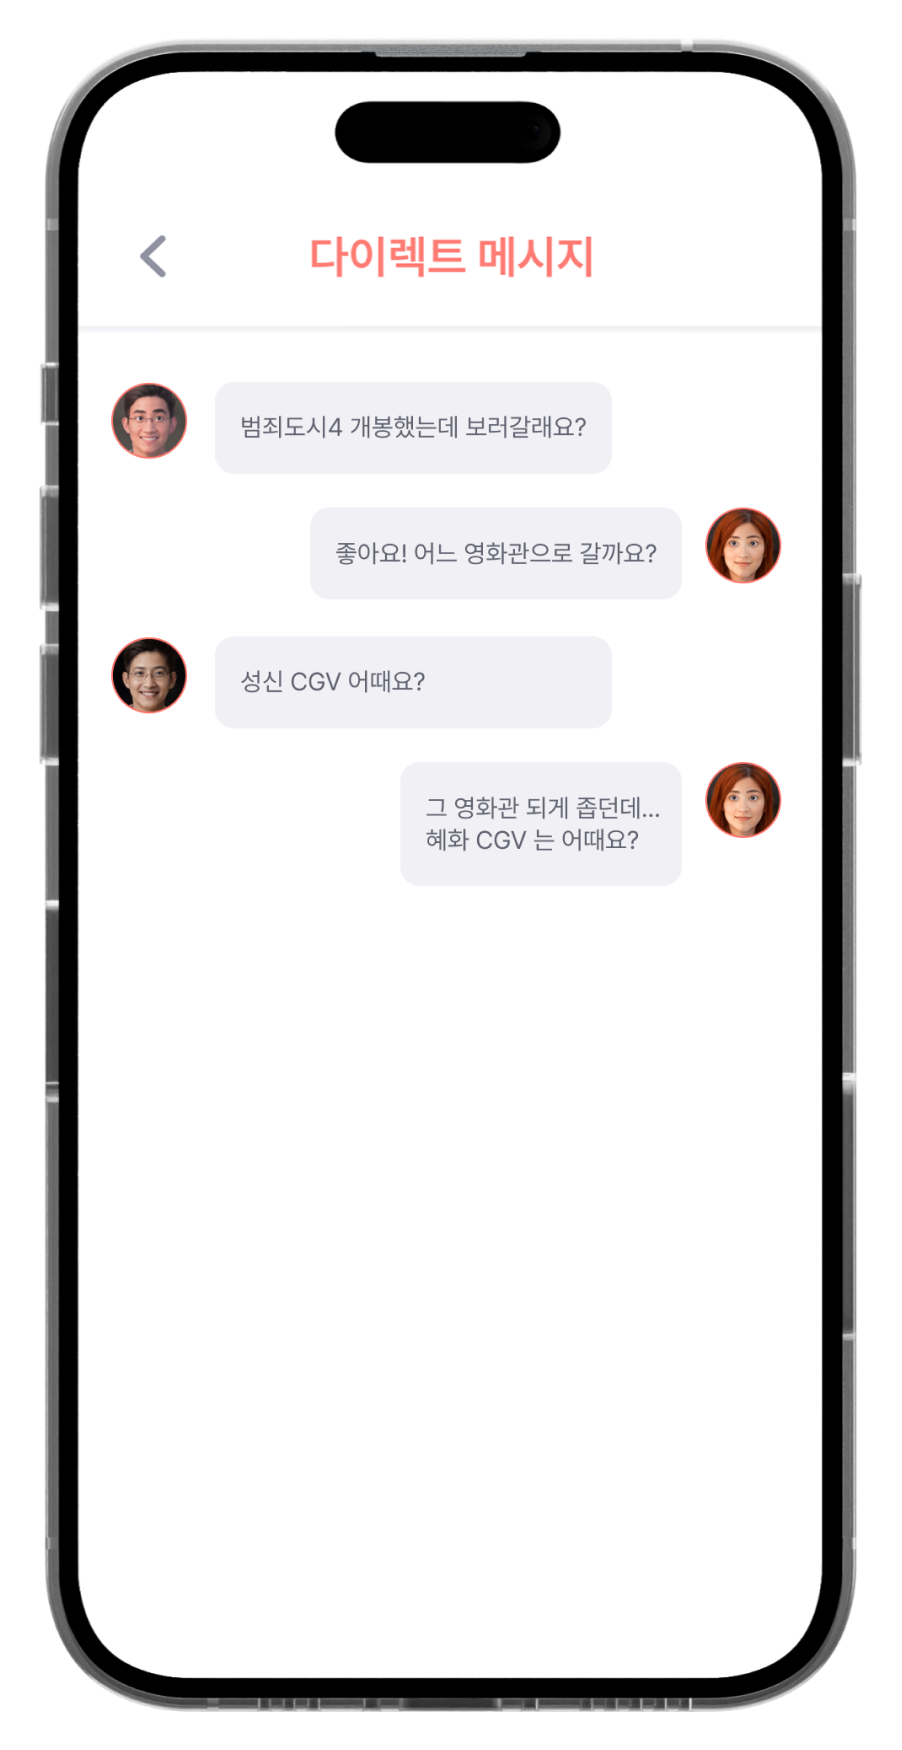 다이렉트 메시지
범죄도시4 개봉했는데 보러갈래요?
좋아요! 어느 영화관으로 갈까요?
성신 CGV 어때요?
그 영화관 되게 좁던데...
혜화 CGV 는 어때요?